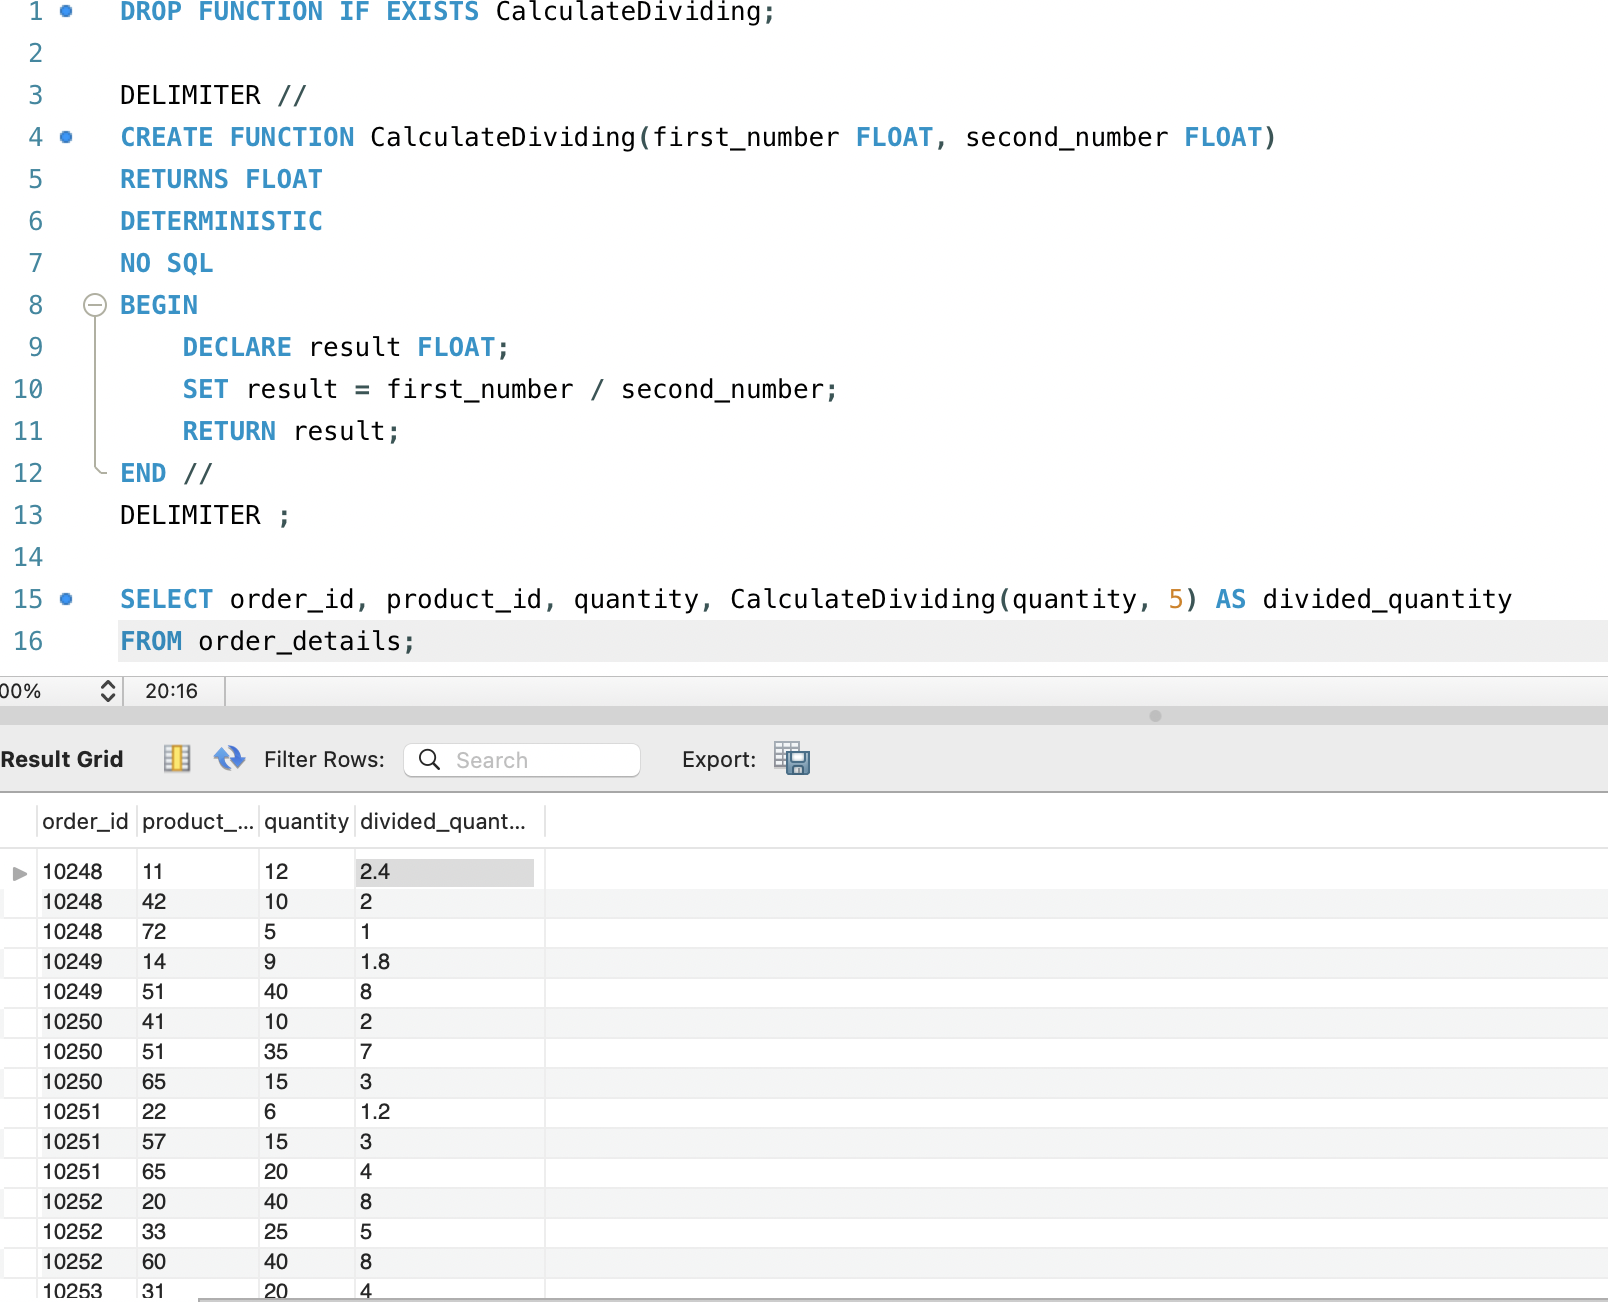 1 DROP FUNCTION IF EXISTS CalculateDividing;
2
3 DELIMITER //
4 CREATE FUNCTION CalculateDividing(first_number FLOAT, second_number FLOAT)
5 RETURNS FLOAT
6 DETERMINISTIC
7 NO SQL
8 BEGIN
9 DECLARE result FLOAT;
10 SET result = first_number / second_number;
11 RETURN result;
12 END //
13 DELIMITER ;
14
15 SELECT order_id, product_id, quantity, CalculateDividing(quantity, 5) AS divided_quantity
16 FROM order_details;
00% 20:16
Result Grid Filter Rows: Search Export:
order_id product_... quantity divided_quant...
10248 11 12 2.4
10248 42 10 2
10248 72 5 1
10249 14 9 1.8
10249 51 40 8
10250 41 10 2
10250 51 35 7
10250 65 15 3
10251 22 6 1.2
10251 57 15 3
10251 65 20 4
10252 20 40 8
10252 33 25 5
10252 60 40 8
10253 31 20 4